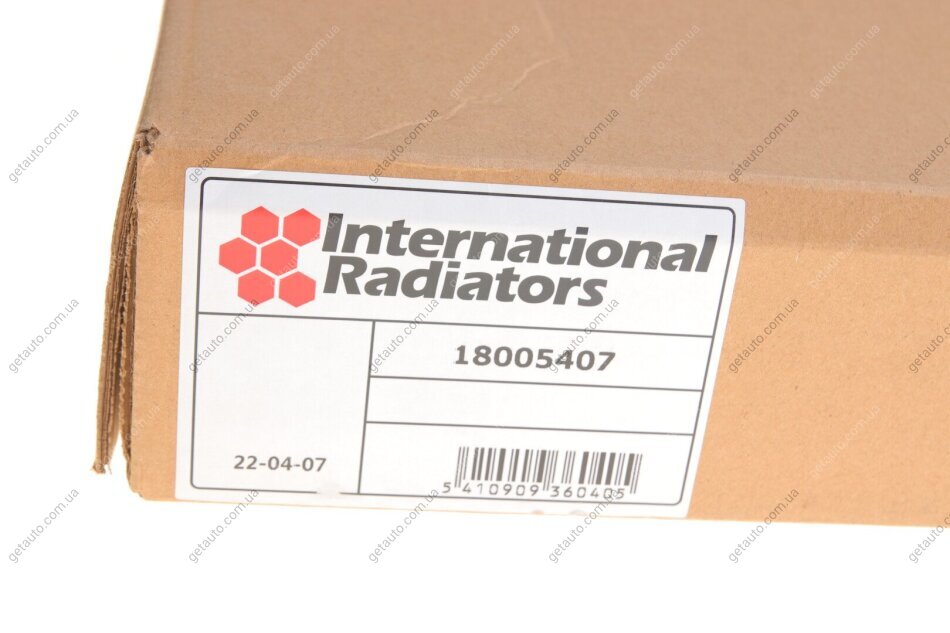 International
Radiators
18005407
22-04-07
5 410909 360405
getauto.com.ua